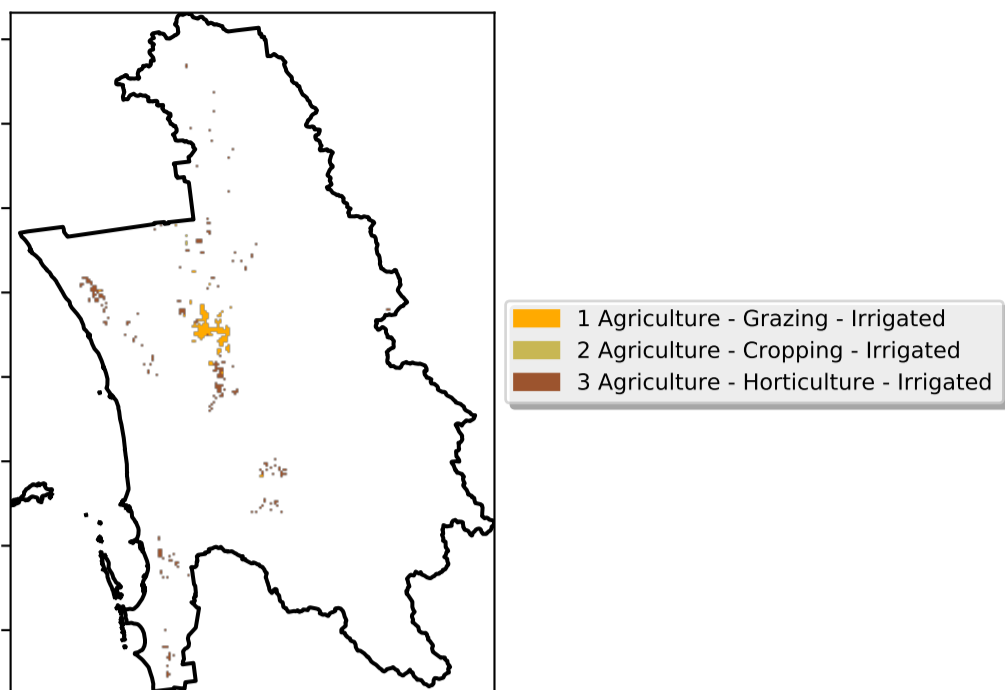 1 Agriculture - Grazing - Irrigated
2 Agriculture - Cropping - Irrigated
3 Agriculture - Horticulture - Irrigated